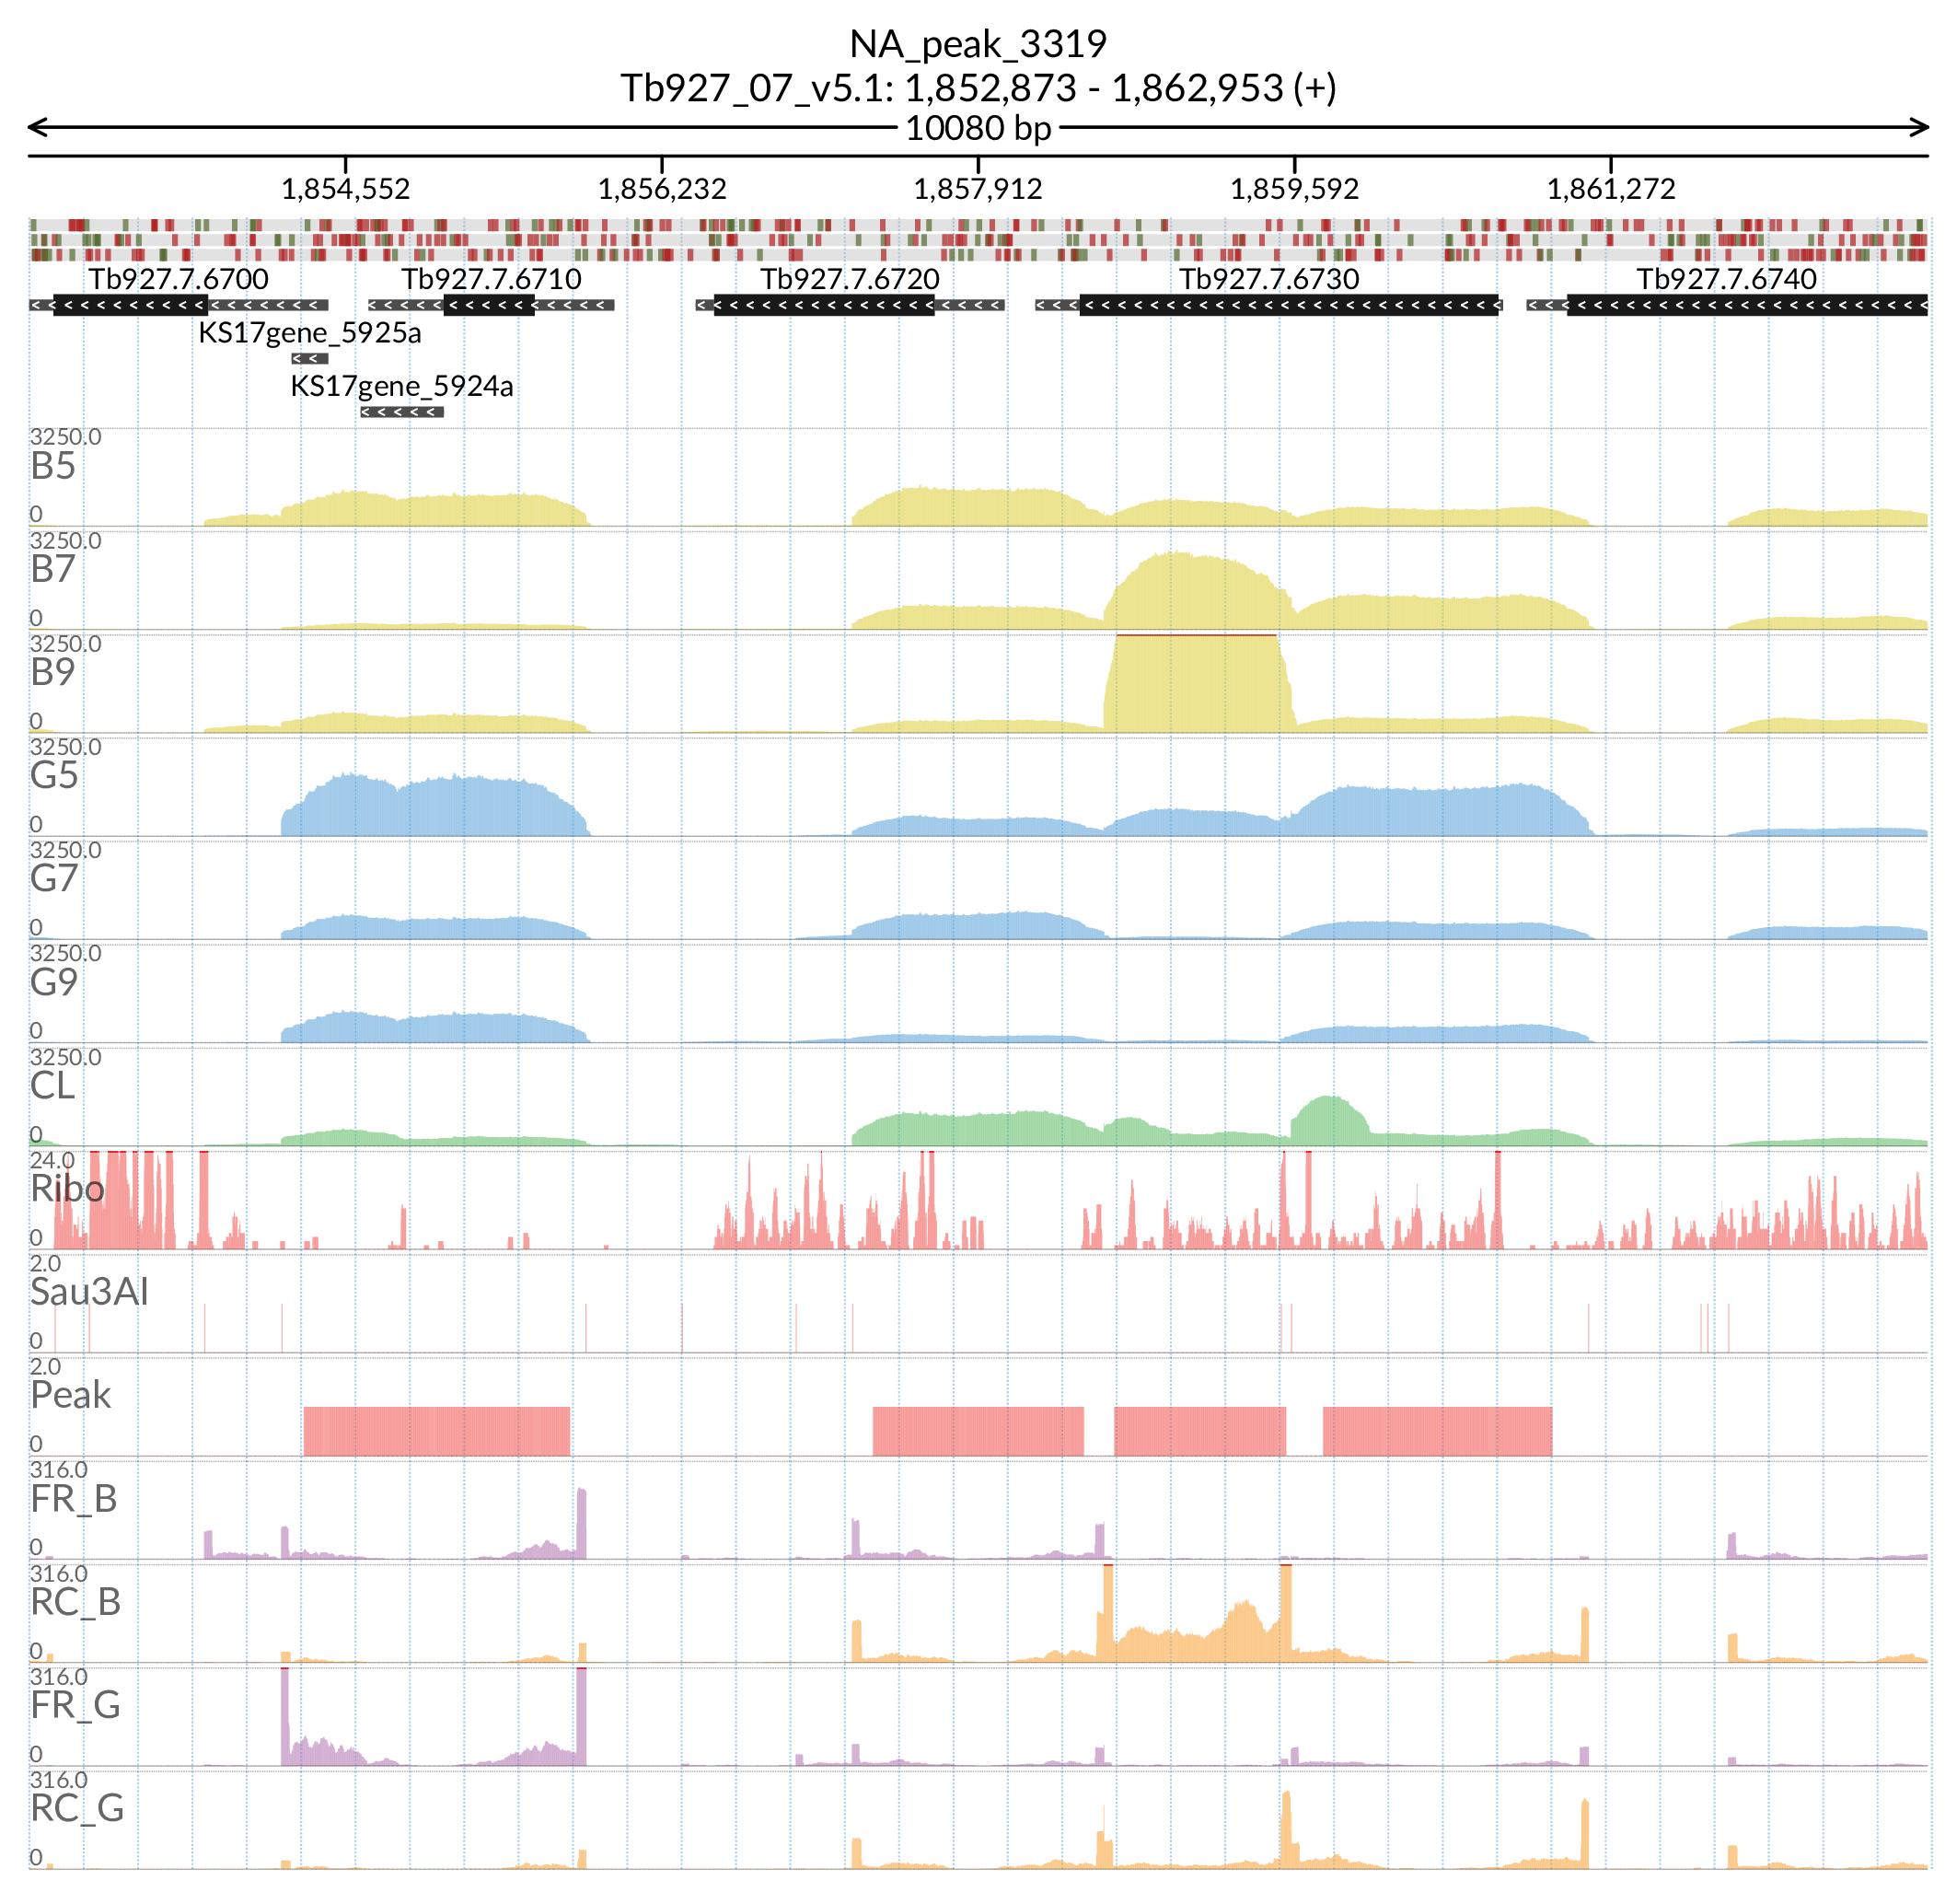 NA_peak_3319
Tb927_07_v5.1: 1,852,873 - 1,862,953 (+)
10080 bp
1,854,552 1,856,232 1,857,912 1,859,592 1,861,272
Tb927.7.6700 Tb927.7.6710 Tb927.7.6720 Tb927.7.6730 Tb927.7.6740
KS17gene_5925a
KS17gene_5924a
3250.0
B5
0
3250.0
B7
0
3250.0
B9
0
3250.0
G5
0
3250.0
G7
0
3250.0
G9
0
3250.0
CL
0
24.0
Ribo
0
2.0
Sau3AI
0
2.0
Peak
0
316.0
FR_B
0
316.0
RC_B
0
316.0
FR_G
0
316.0
RC_G
0